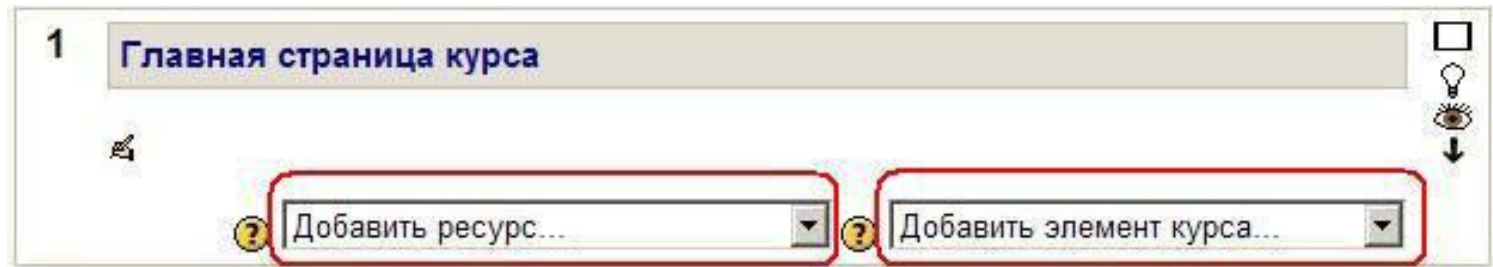 1
Главная страница курса
? Добавить ресурс... ? Добавить элемент курса...